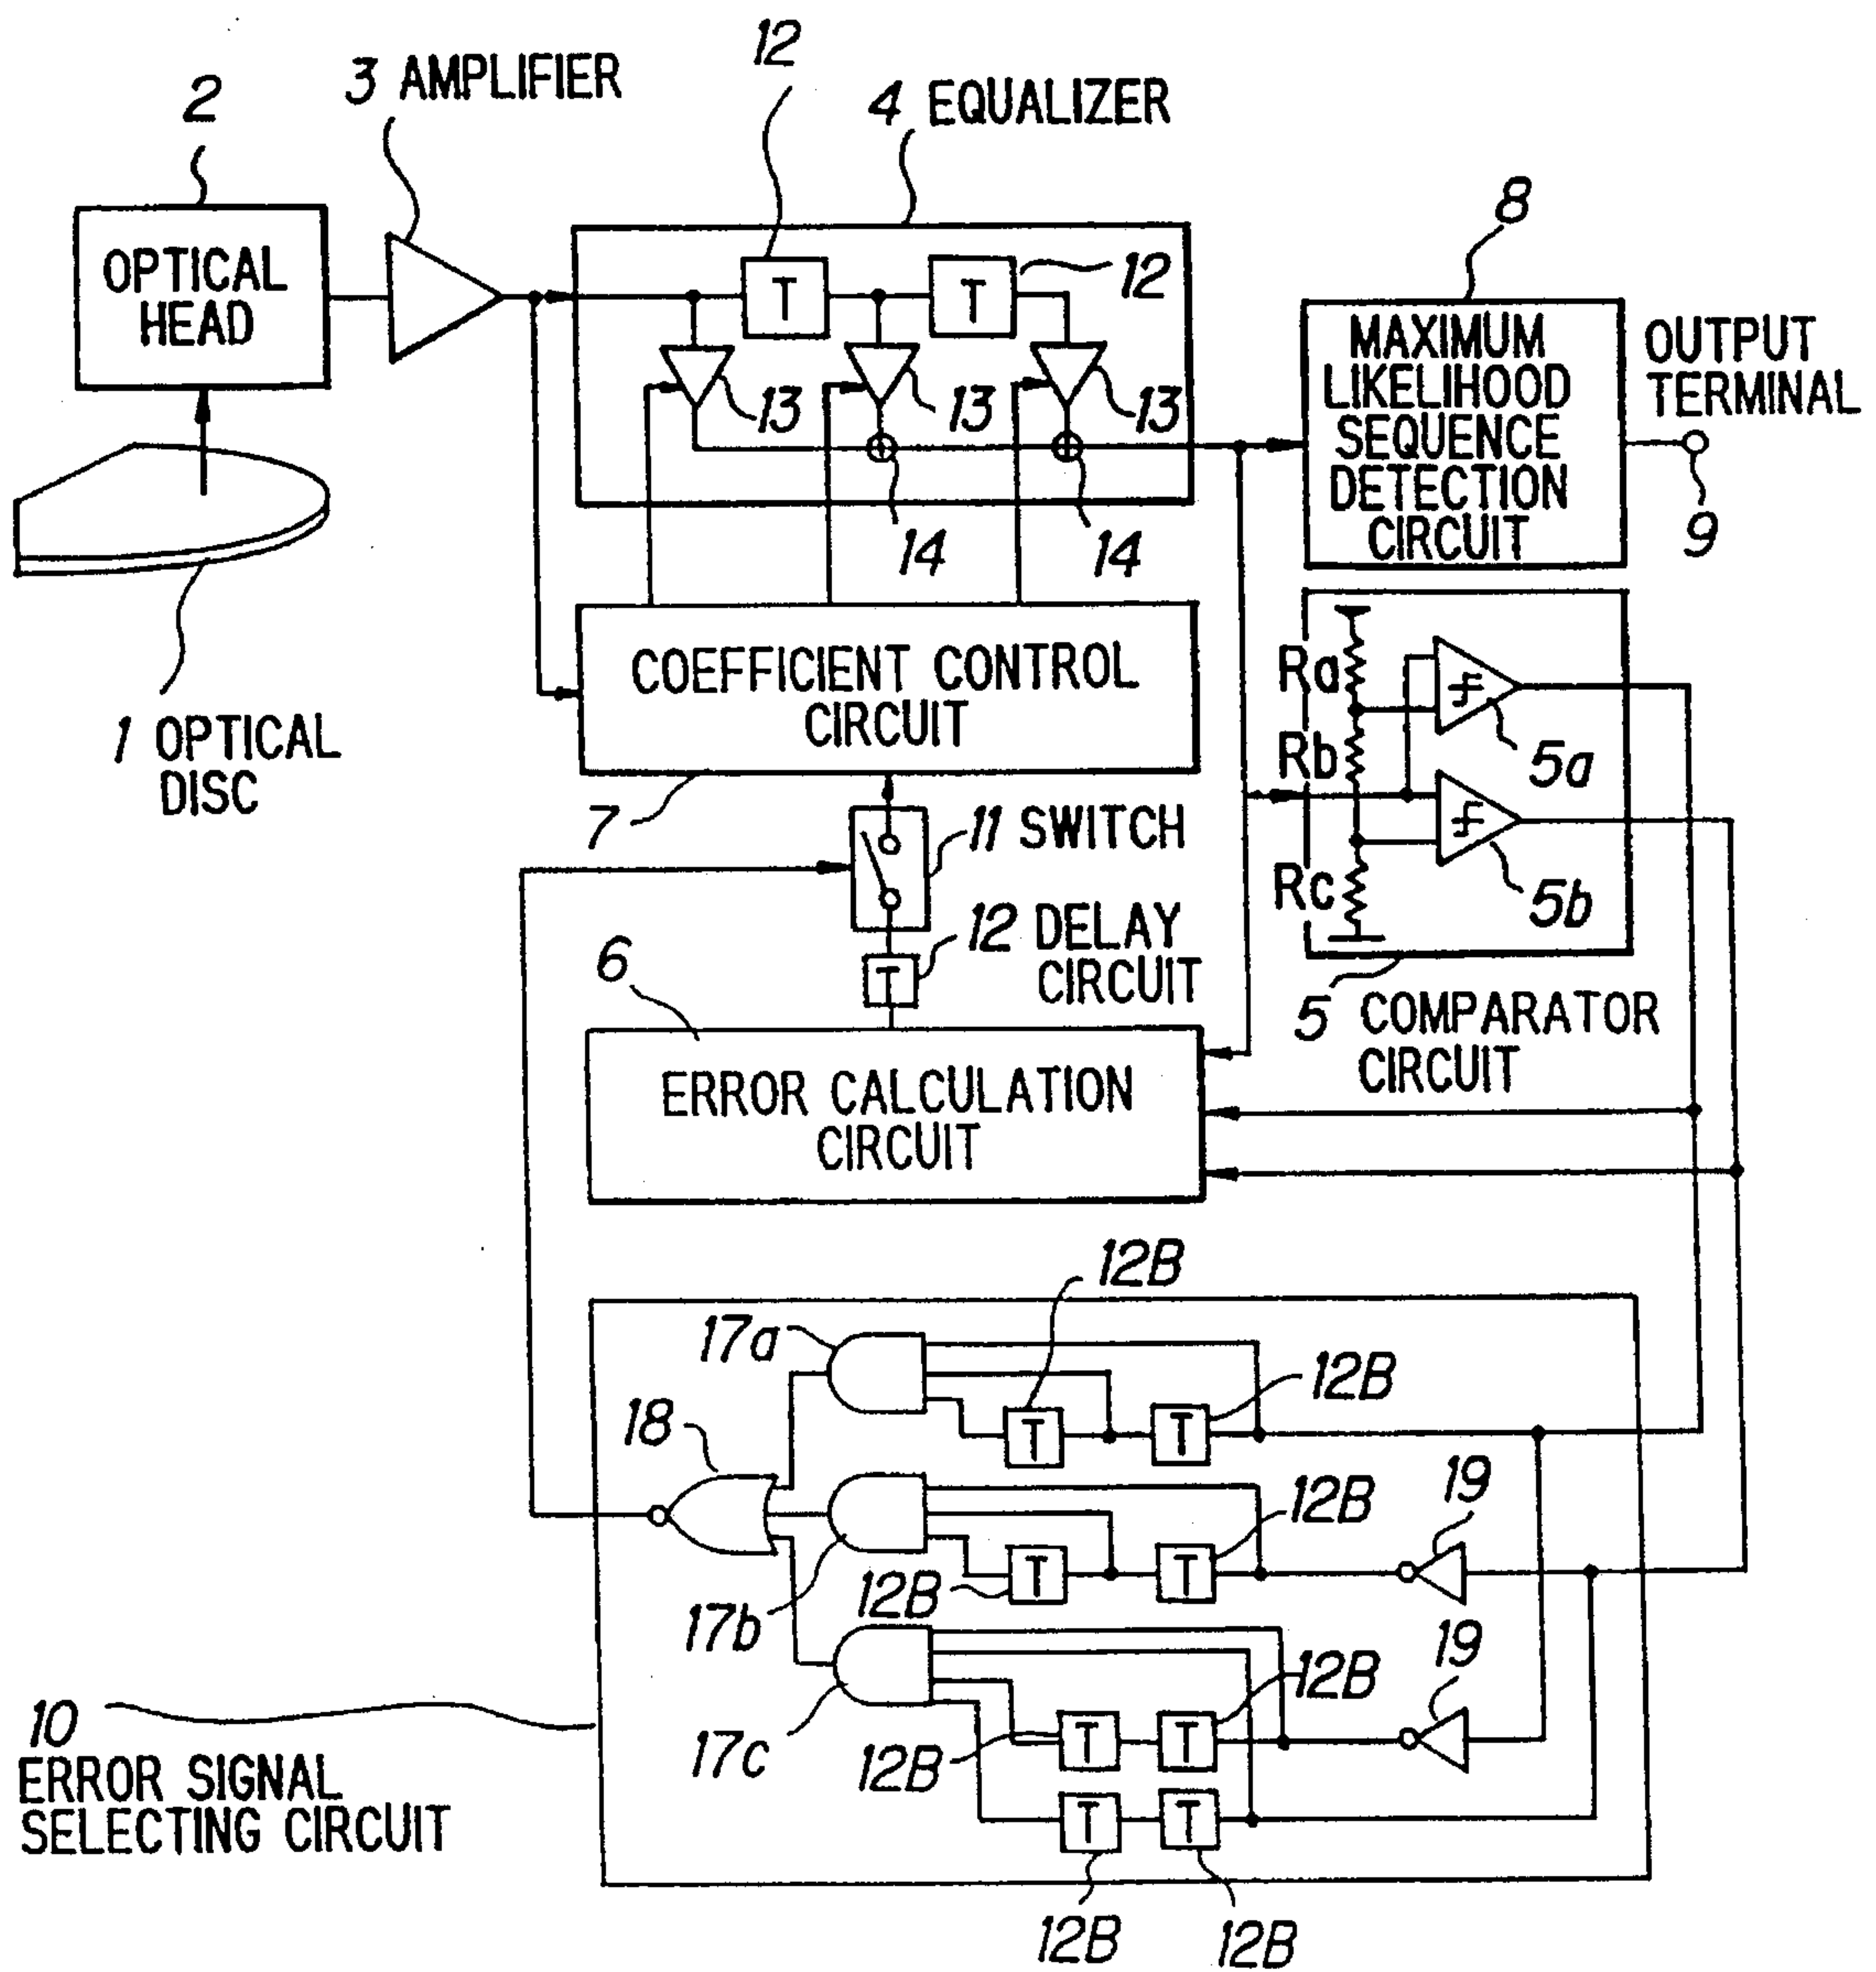 12
3 AMPLIFIER
2
4 EQUALIZER
8
OPTICAL
HEAD
T
T
12
MAXIMUM
LIKELIHOOD
SEQUENCE
DETECTION
CIRCUIT
OUTPUT
TERMINAL
13
13
13
14
14
9
1 OPTICAL
DISC
COEFFICIENT CONTROL
CIRCUIT
7
Ra
Rb
Rc
5a
5b
11 SWITCH
12 DELAY
CIRCUIT
T
6
5 COMPARATOR
CIRCUIT
ERROR CALCULATION
CIRCUIT
12B
17a
12B
T
T
18
12B
19
T
T
12B
17b
19
12B
T
T
12B
17c
T
T
12B
12B
10
ERROR SIGNAL
SELECTING CIRCUIT